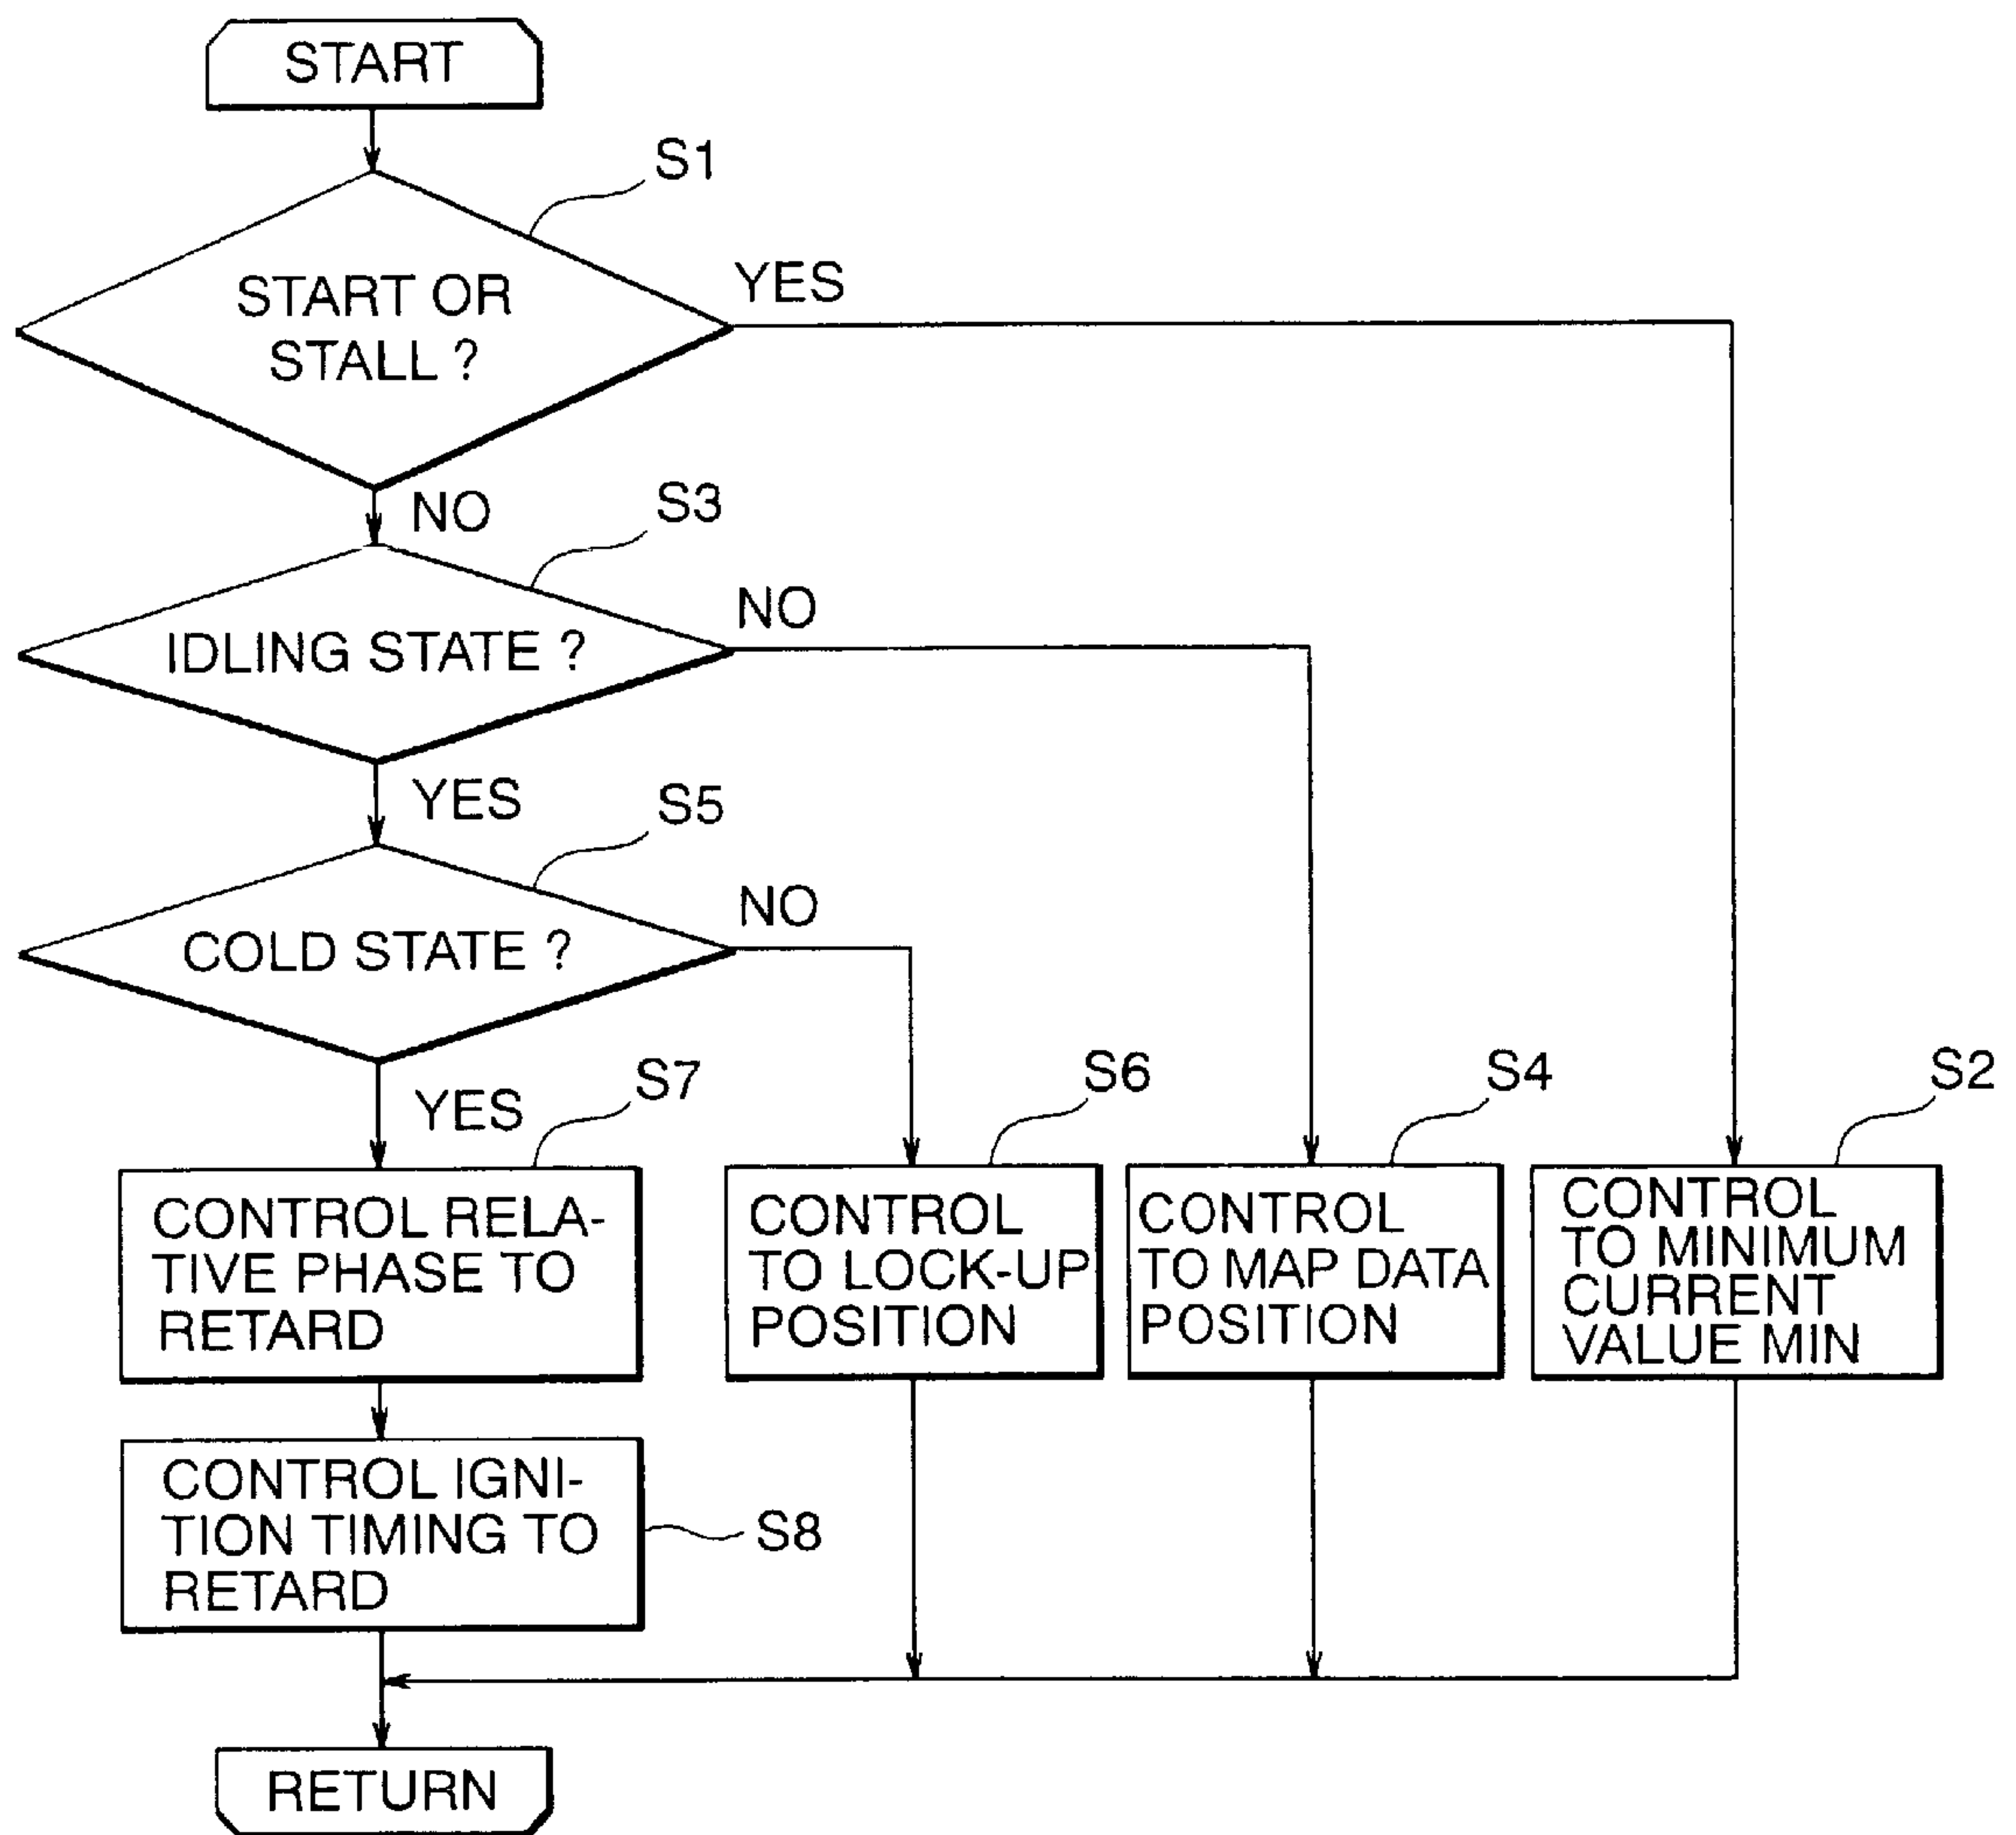 START
S1
START OR
STALL ?
YES
NO
S3
IDLING STATE ?
NO
YES
S5
COLD STATE ?
NO
YES
S7
CONTROL RELA-
TIVE PHASE TO
RETARD
S6
CONTROL
TO LOCK-UP
POSITION
S4
CONTROL
TO MAP DATA
POSITION
S2
CONTROL
TO MINIMUM
CURRENT
VALUE MIN
CONTROL IGNI-
TION TIMING TO
RETARD
S8
RETURN